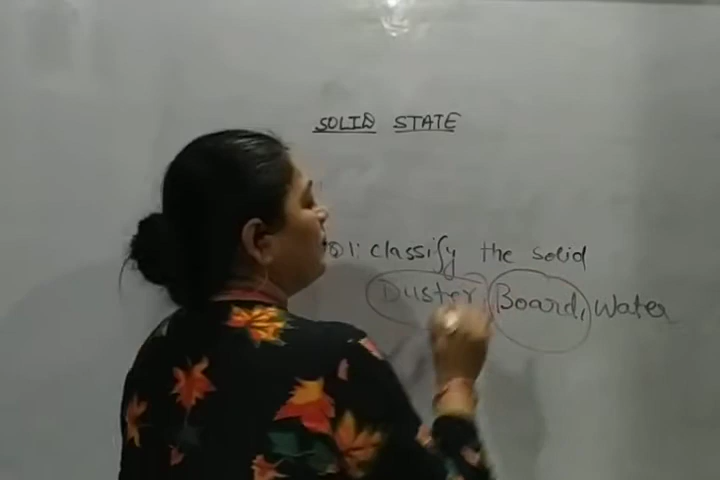 SOLID STATE
Q1: classify the solid
Duster, Board, Water